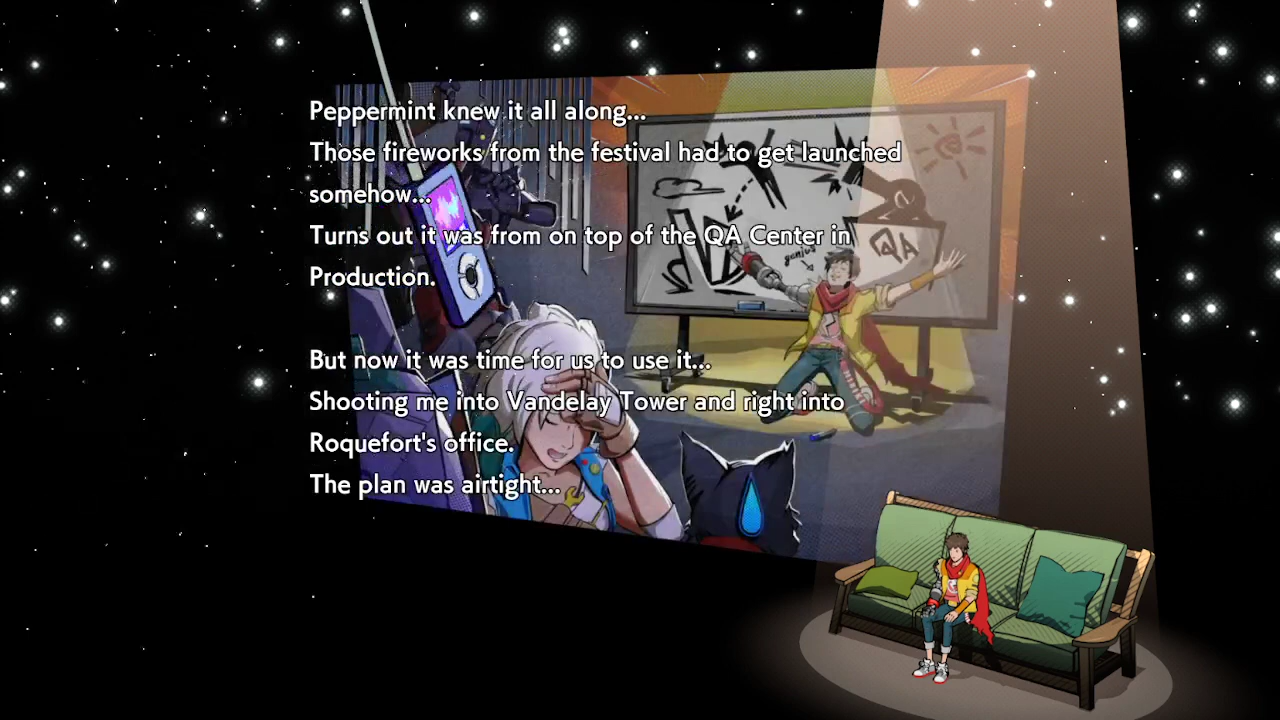 Peppermint knew it all along...
Those fireworks from the festival had to get launched
somehow...
Turns out it was from on top of the QA Center in
Production.
But now it was time for us to use it...
Shooting me into Vandelay Tower and right into
Roquefort's office.
The plan was airtight...
genius
QA